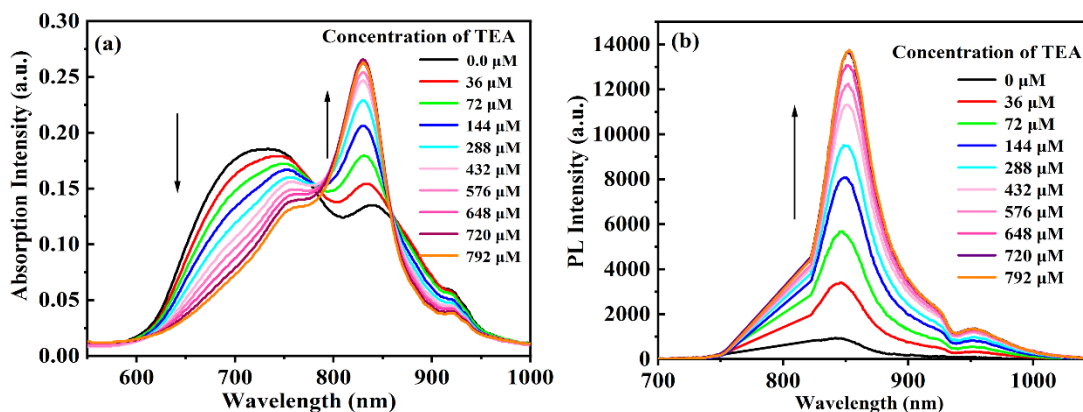 (a)
Concentration of TEA
0.0 µM
36 µM
72 µM
144 µM
288 µM
432 µM
576 µM
648 µM
720 µM
792 µM
Absorption Intensity (a.u.)
0.30
0.25
0.20
0.15
0.10
0.05
0.00
600
700
800
900
1000
Wavelength (nm)
(b)
Concentration of TEA
0 µM
36 µM
72 µM
144 µM
288 µM
432 µM
576 µM
648 µM
720 µM
792 µM
PL Intensity (a.u.)
14000
12000
10000
8000
6000
4000
2000
0
700
800
900
1000
Wavelength (nm)